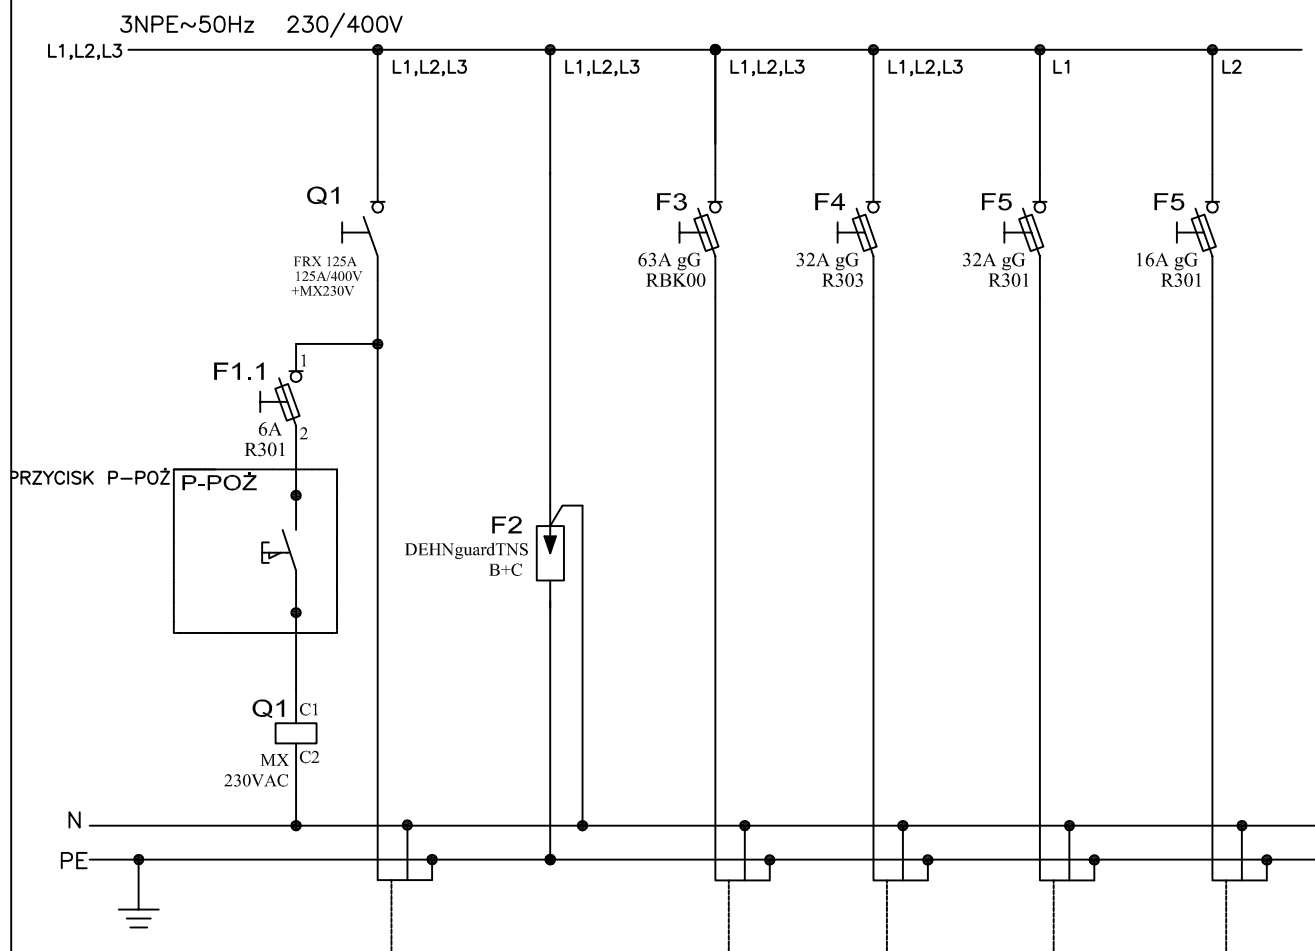 3NPE~50Hz 230/400V
L1,L2,L3
L1,L2,L3
L1,L2,L3
L1,L2,L3
L1,L2,L3
L1
L2
Q1
FRX 125A
125A/400V
+MX230V
F3
63A gG
RBK00
F4
32A gG
R303
F5
32A gG
R301
F5
16A gG
R301
1
F1.1
6A
2
R301
PRZYCISK P-POŻ
P-POŻ
F2
DEHNguardTNS
B+C
Q1
C1
MX
C2
230VAC
N
PE